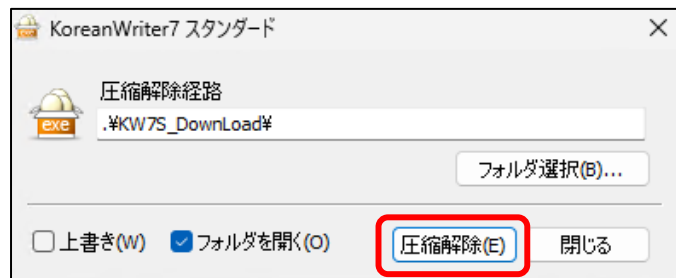 KoreanWriter7 スタンダード
圧縮解除経路
exe
.¥KW7S_DownLoad¥
フォルダ選択(B)...
上書き(W) フォルダを開く(O) 圧縮解除(E) 閉じる